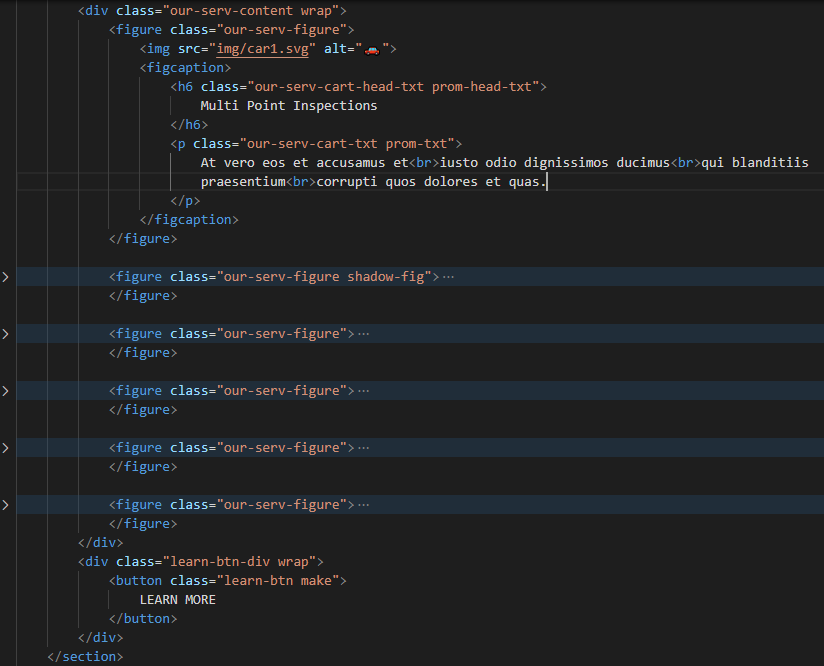 <div class="our-serv-content wrap">
<figure class="our-serv-figure">
<img src="img/car1.svg" alt="🚗">
<figcaption>
<h6 class="our-serv-cart-head-txt prom-head-txt">
Multi Point Inspections
</h6>
<p class="our-serv-cart-txt prom-txt">
At vero eos et accusamus et<br>iusto odio dignissimos ducimus<br>qui blanditiis
praesentium<br>corrupti quos dolores et quas.
</p>
</figcaption>
</figure>
<figure class="our-serv-figure shadow-fig">···
</figure>
<figure class="our-serv-figure">···
</figure>
<figure class="our-serv-figure">···
</figure>
<figure class="our-serv-figure">···
</figure>
<figure class="our-serv-figure">···
</figure>
</div>
<div class="learn-btn-div wrap">
<button class="learn-btn make">
LEARN MORE
</button>
</div>
</section>